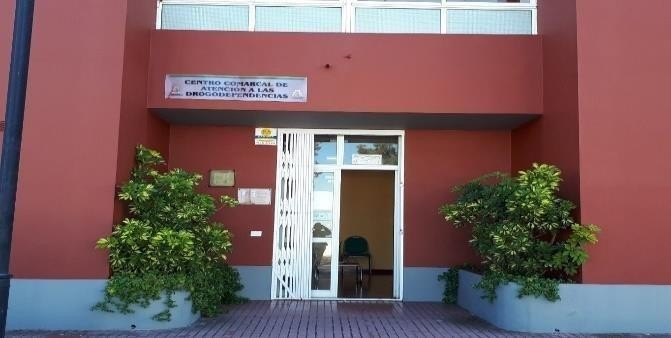 CENTRO COMARCAL DE
ATENCIÓN A LAS
DROGODEPENDENCIAS